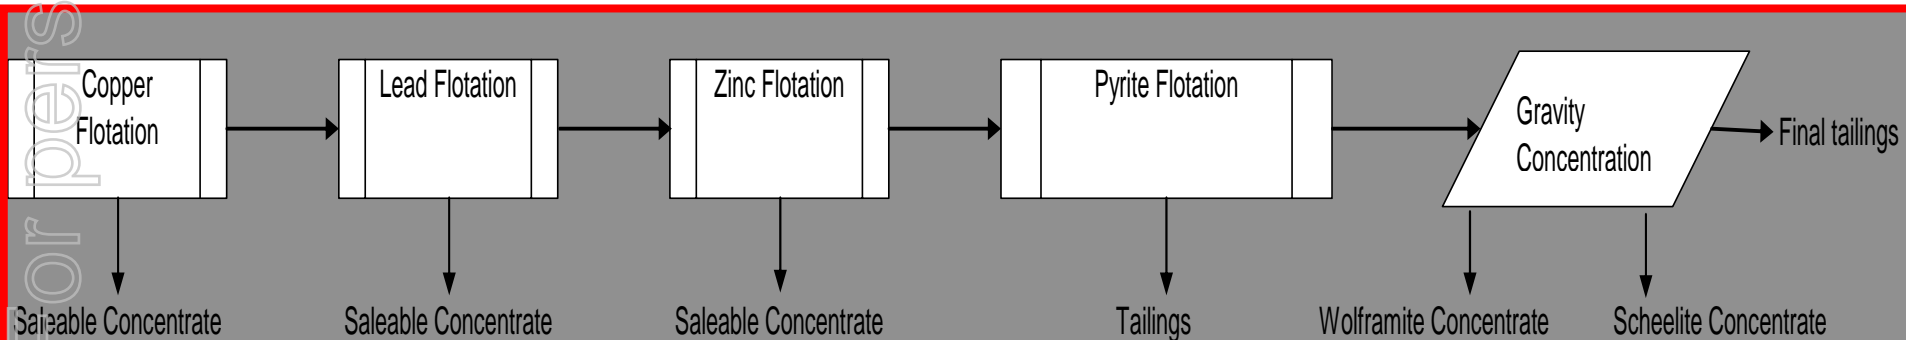 Copper
Flotation
Lead Flotation
Zinc Flotation
Pyrite Flotation
Gravity
Concentration
Final tailings
Saleable Concentrate
Saleable Concentrate
Saleable Concentrate
Tailings
Wolframite Concentrate
Scheelite Concentrate
or pers